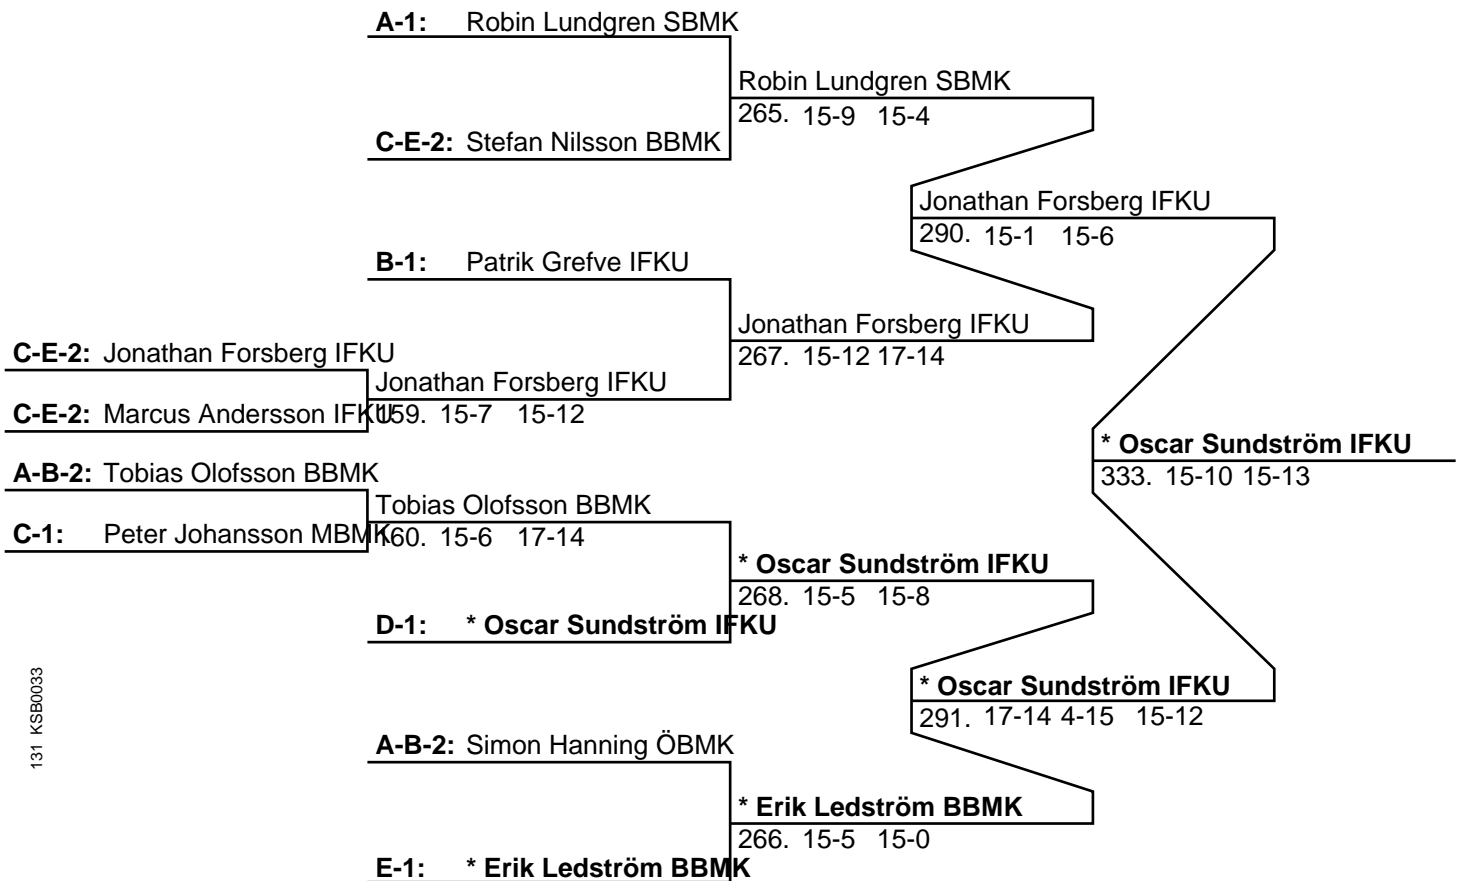 A-1: Robin Lundgren SBMK
Robin Lundgren SBMK
265. 15-9 15-4
C-E-2: Stefan Nilsson BBMK
Jonathan Forsberg IFKU
290. 15-1 15-6
B-1: Patrik Grefve IFKU
Jonathan Forsberg IFKU
267. 15-12 17-14
C-E-2: Jonathan Forsberg IFKU
Jonathan Forsberg IFKU
C-E-2: Marcus Andersson IFKU
159. 15-7 15-12
* Oscar Sundström IFKU
333. 15-10 15-13
A-B-2: Tobias Olofsson BBMK
Tobias Olofsson BBMK
C-1: Peter Johansson MBMK
160. 15-6 17-14
* Oscar Sundström IFKU
268. 15-5 15-8
D-1: * Oscar Sundström IFKU
* Oscar Sundström IFKU
291. 17-14 4-15 15-12
131 KSB0033
A-B-2: Simon Hanning ÖBMK
* Erik Ledström BBMK
266. 15-5 15-0
E-1: * Erik Ledström BBMK